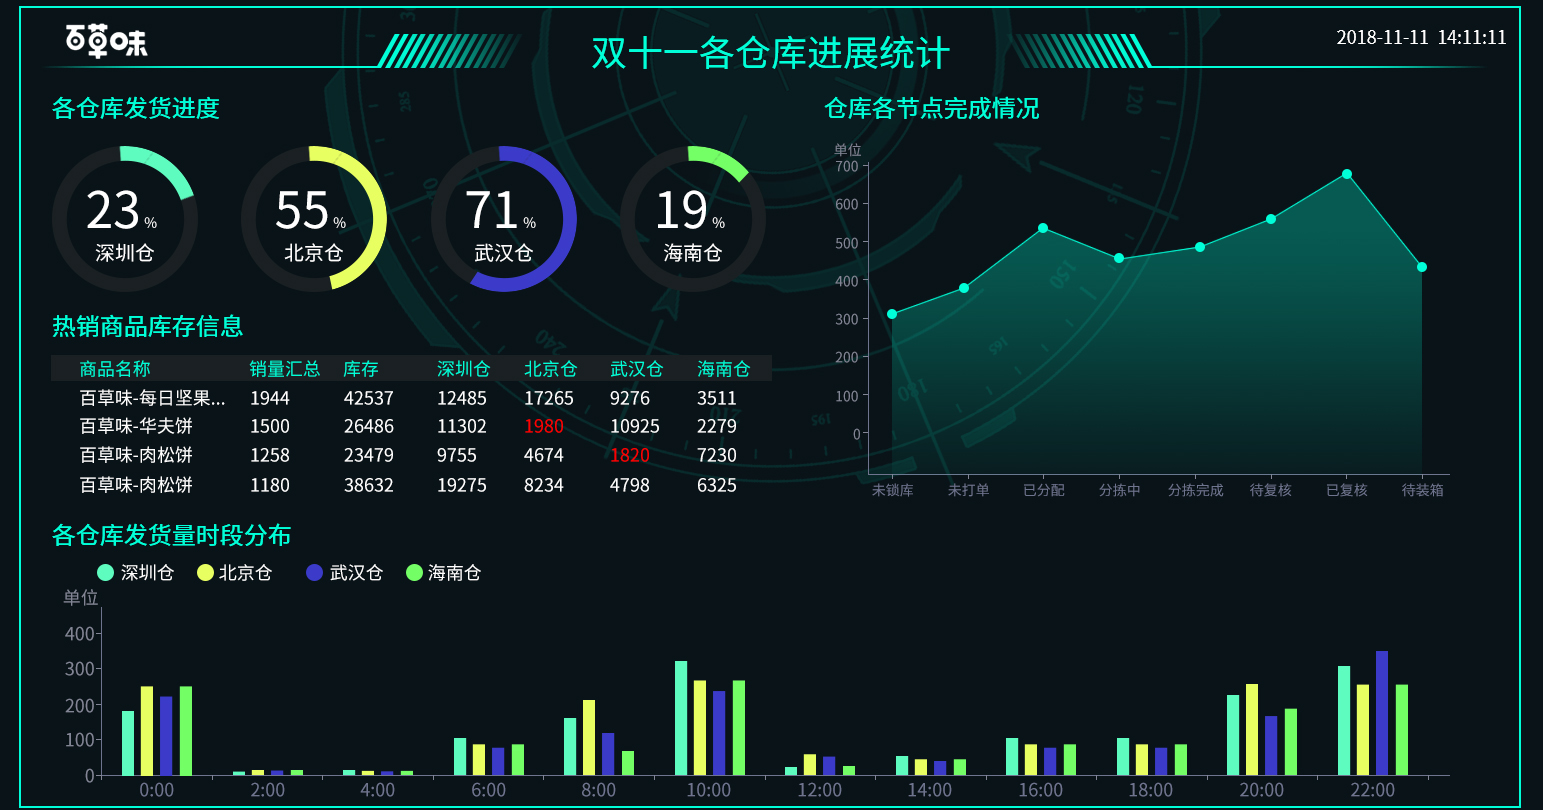 百草味
双十一各仓库进展统计
2018-11-11 14:11:11
各仓库发货进度
23%
深圳仓
55%
北京仓
71%
武汉仓
19%
海南仓
仓库各节点完成情况
单位
700
600
500
400
300
200
100
0
未锁库 未打单 已分配 分拣中 分拣完成 待复核 已复核 待装箱
热销商品库存信息
商品名称 销量汇总 库存 深圳仓 北京仓 武汉仓 海南仓
百草味-每日坚果... 1944 42537 12485 17265 9276 3511
百草味-华夫饼 1500 26486 11302 1980 10925 2279
百草味-肉松饼 1258 23479 9755 4674 1820 7230
百草味-肉松饼 1180 38632 19275 8234 4798 6325
各仓库发货量时段分布
深圳仓 北京仓 武汉仓 海南仓
单位
400
300
200
100
0
0:00 2:00 4:00 6:00 8:00 10:00 12:00 14:00 16:00 18:00 20:00 22:00
285
120
150
165
180
195
210
240